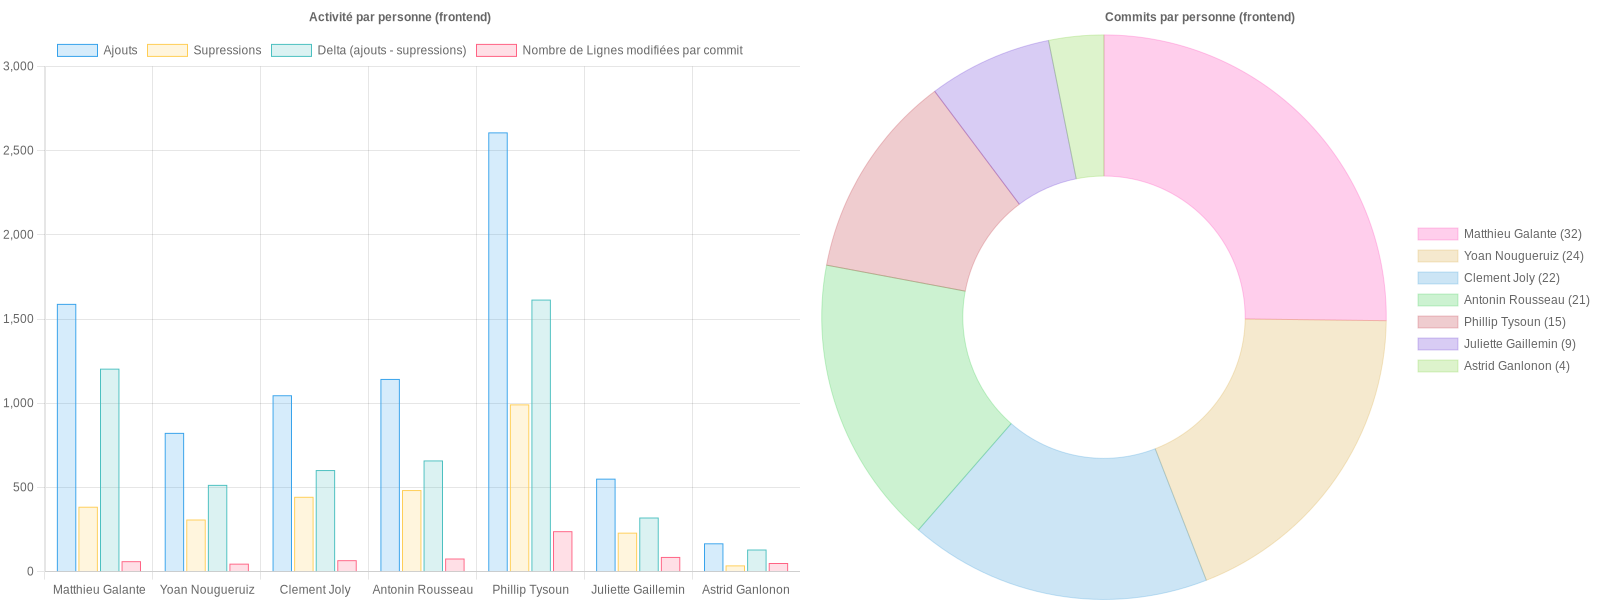 Activité par personne (frontend)
Ajouts
Supressions
Delta (ajouts - supressions)
Nombre de Lignes modifiées par commit
3,000
2,500
2,000
1,500
1,000
500
0
Matthieu Galante
Yoan Nougueruiz
Clement Joly
Antonin Rousseau
Phillip Tysoun
Juliette Gaillemin
Astrid Ganlonon
Commits par personne (frontend)
Matthieu Galante (32)
Yoan Nougueruiz (24)
Clement Joly (22)
Antonin Rousseau (21)
Phillip Tysoun (15)
Juliette Gaillemin (9)
Astrid Ganlonon (4)